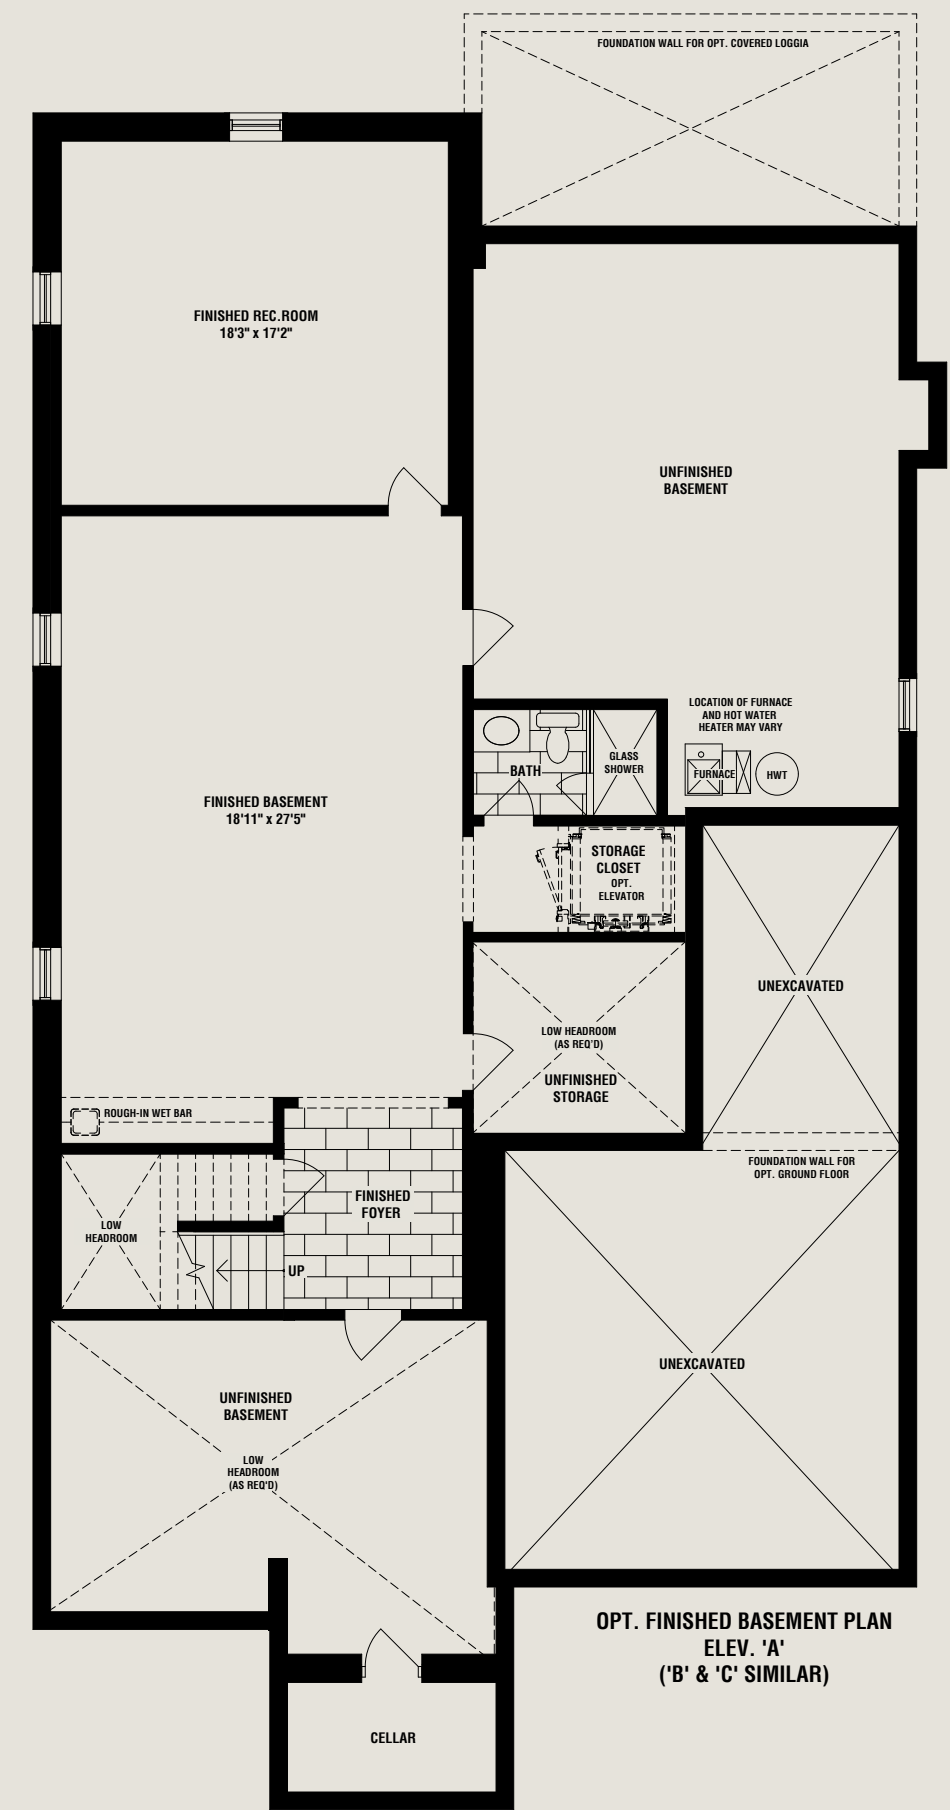 FOUNDATION WALL FOR OPT. COVERED LOGGIA
FINISHED REC.ROOM
18'3" x 17'2"
UNFINISHED
BASEMENT
LOCATION OF FURNACE
AND HOT WATER
HEATER MAY VARY
FURNACE
HWT
GLASS
SHOWER
BATH
FINISHED BASEMENT
18'11" x 27'5"
STORAGE
CLOSET
OPT.
ELEVATOR
UNEXCAVATED
LOW HEADROOM
(AS REQ'D)
UNFINISHED
STORAGE
ROUGH-IN WET BAR
FOUNDATION WALL FOR
OPT. GROUND FLOOR
FINISHED
FOYER
LOW
HEADROOM
UP
UNEXCAVATED
UNFINISHED
BASEMENT
LOW
HEADROOM
(AS REQ'D)
OPT. FINISHED BASEMENT PLAN
ELEV. 'A'
('B' & 'C' SIMILAR)
CELLAR